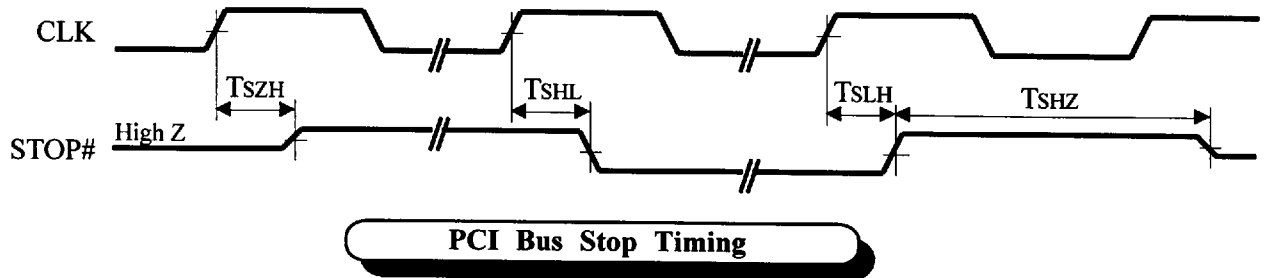 CLK
TSZH
TSHL
TSLH
TSHZ
High Z
STOP#
PCI Bus Stop Timing